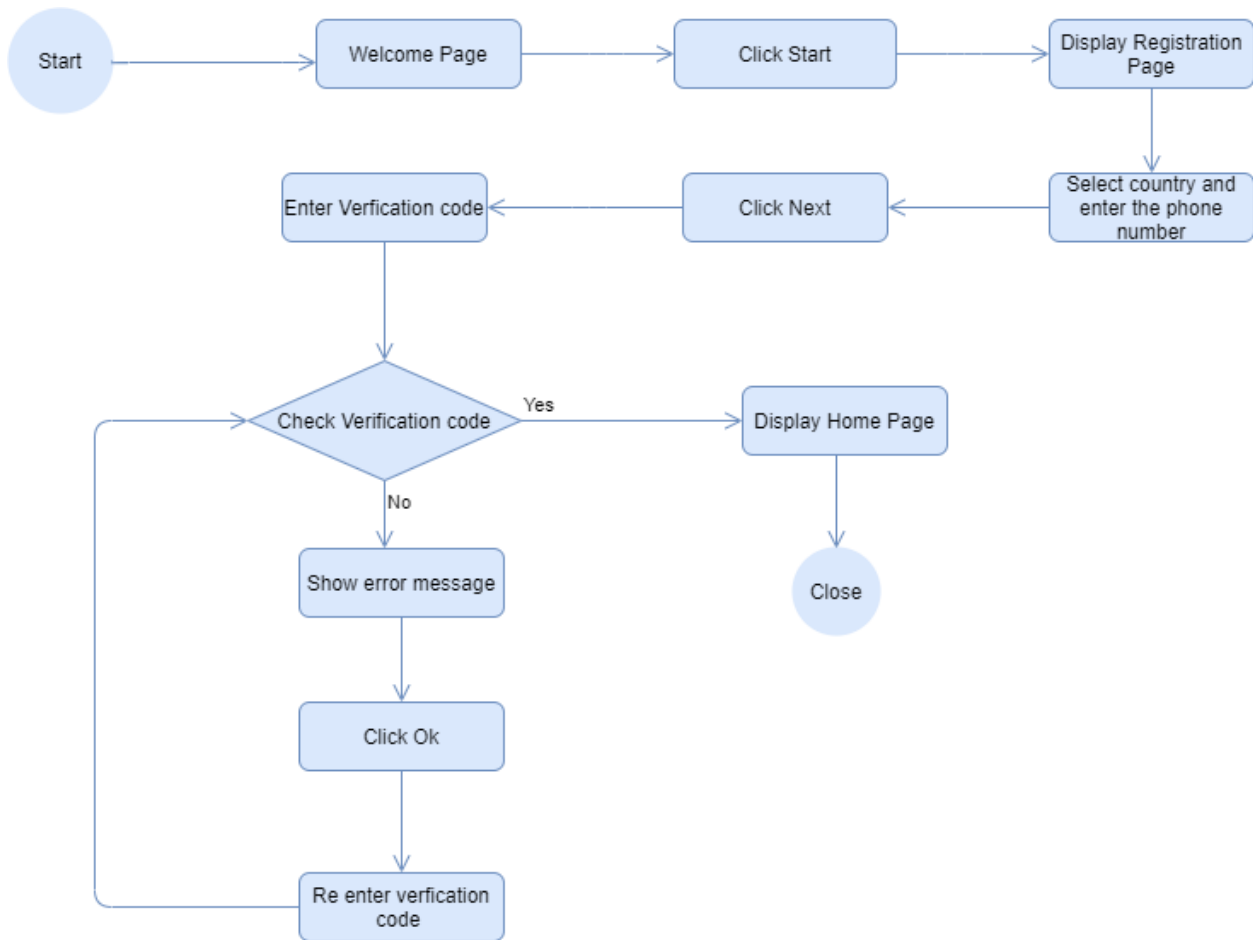 Start
Welcome Page
Click Start
Display Registration
Page
Select country and
enter the phone
number
Click Next
Enter Verfication code
Check Verification code
Yes
Display Home Page
No
Show error message
Close
Click Ok
Re enter verfication
code